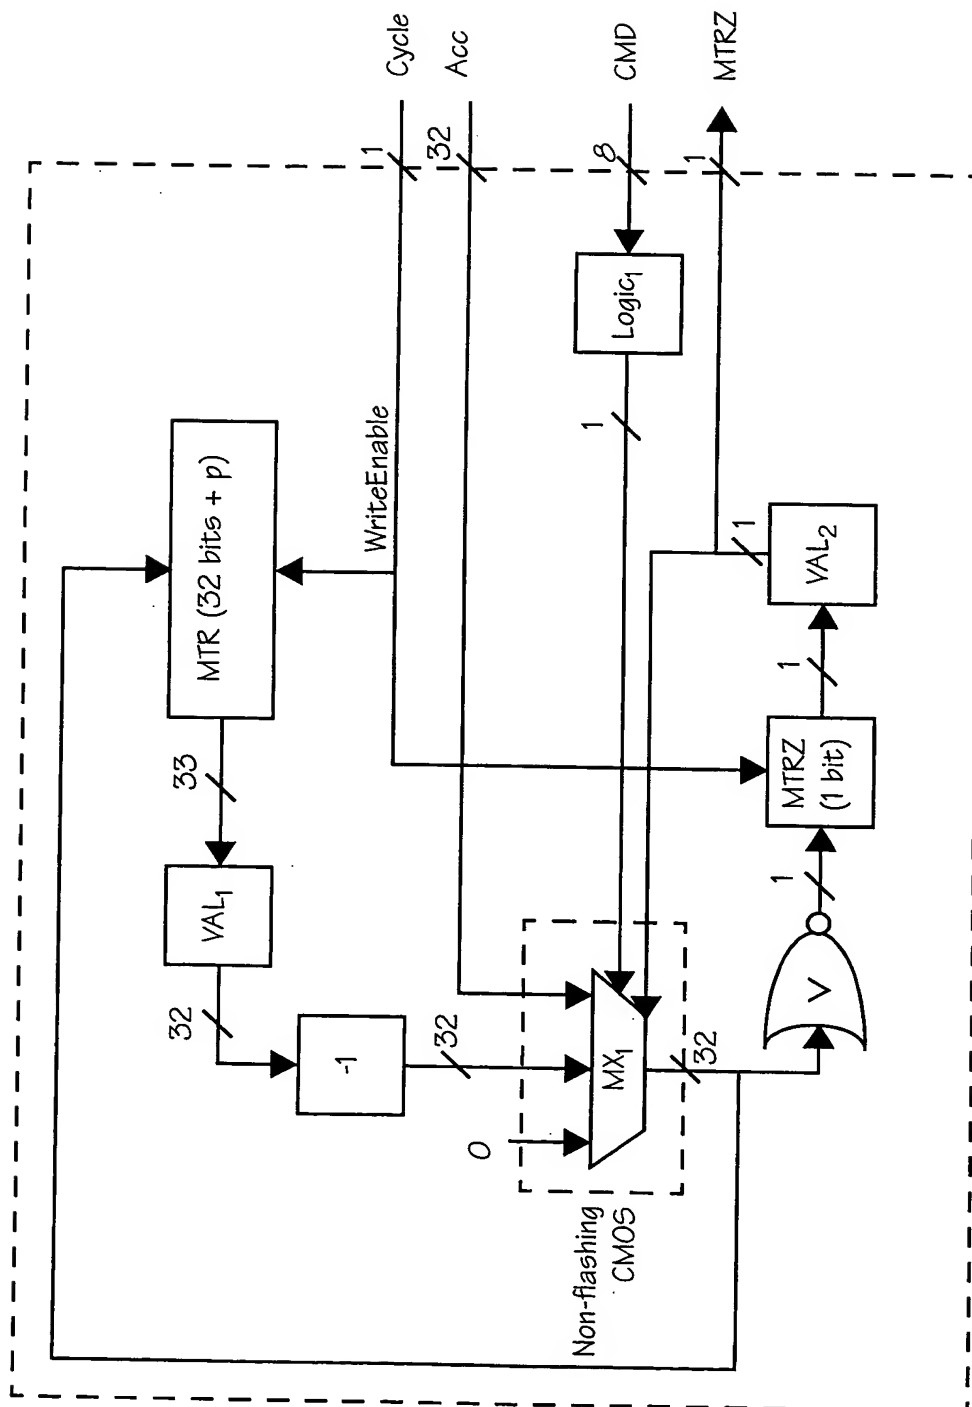 Cycle
1
Acc
32
CMD
8
MTRZ
1
WriteEnable
MTR (32 bits + p)
Logic1
1
33
VAL1
32
-1
32
0
MX1
32
Non-flashing
CMOS
V
1
MTRZ
(1 bit)
1
VAL2
1